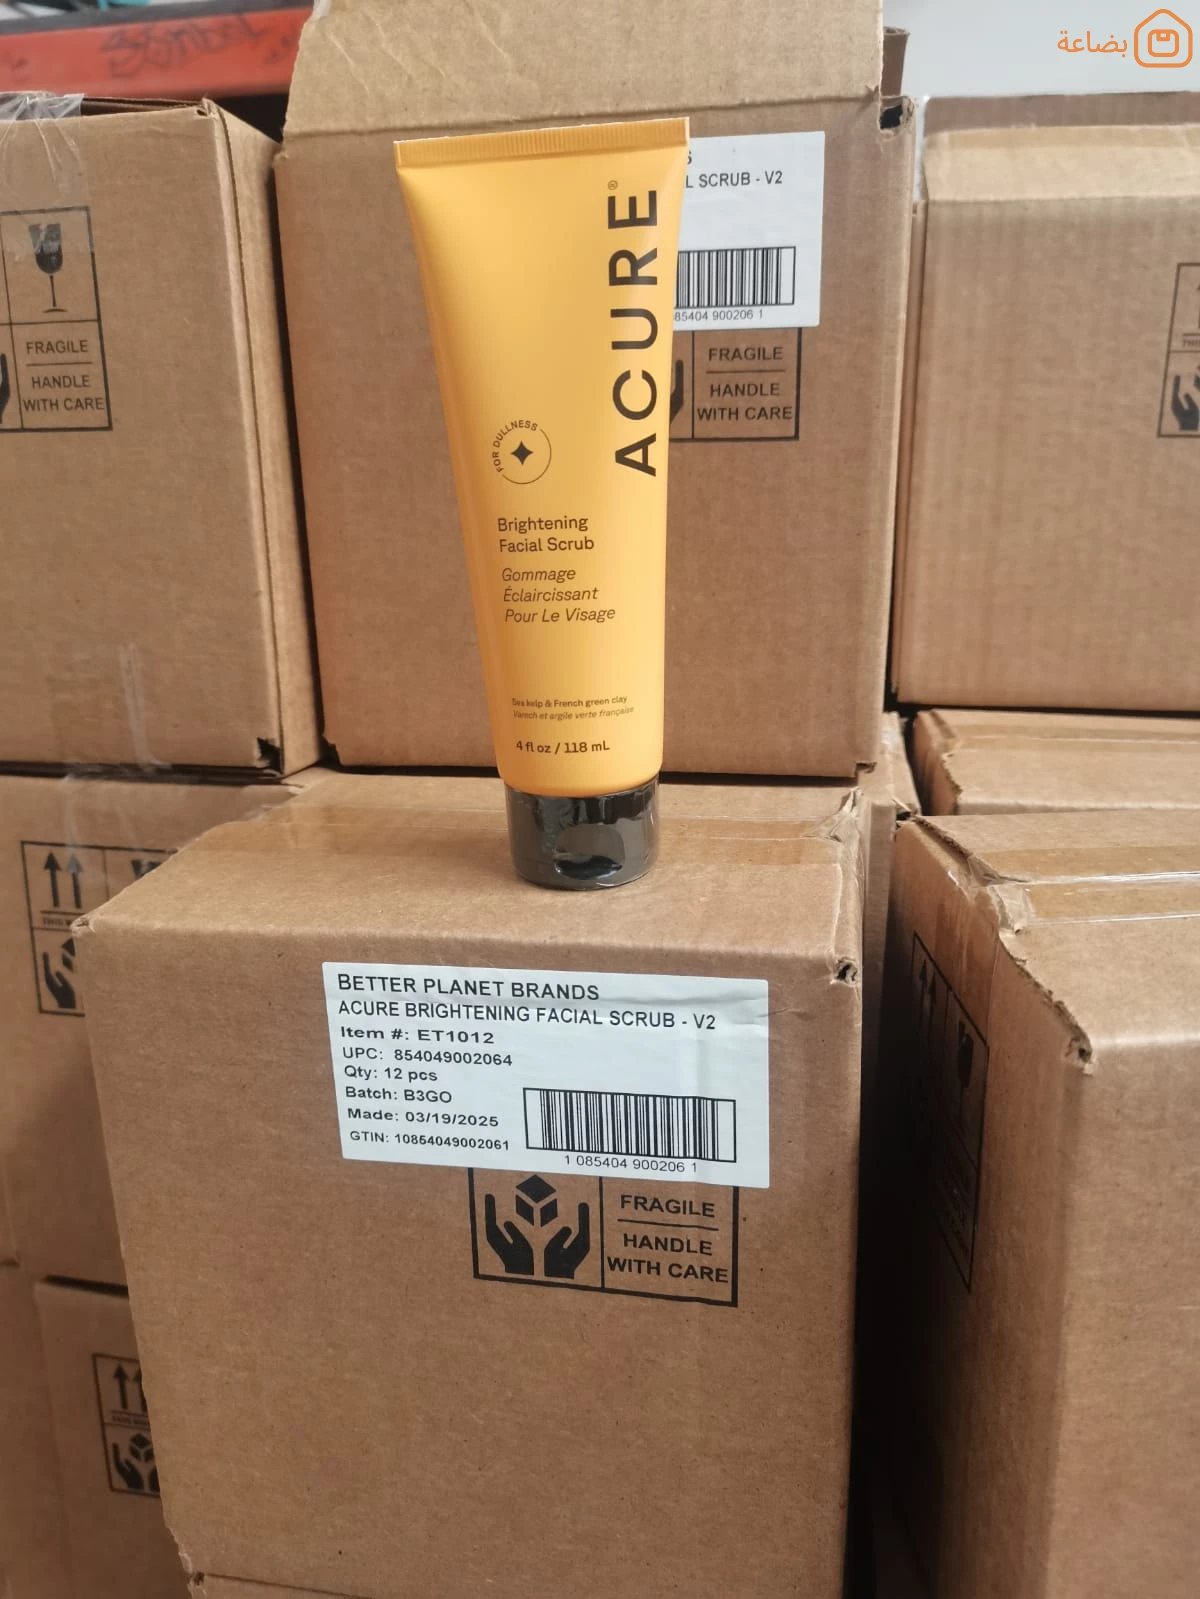 بضاعة
FRAGILE
HANDLE
WITH CARE
L SCRUB - V2
85404 900206 1
FRAGILE
HANDLE
WITH CARE
ACURE®
FOR DULLNESS
Brightening
Facial Scrub
Gommage
Éclaircissant
Pour Le Visage
Sea kelp & French green clay
Varech et argile verte française
4 fl oz / 118 mL
BETTER PLANET BRANDS
ACURE BRIGHTENING FACIAL SCRUB - V2
Item #: ET1012
UPC: 854049002064
Qty: 12 pcs
Batch: B3GO
Made: 03/19/2025
GTIN: 10854049002061
1 085404 900206 1
FRAGILE
HANDLE
WITH CARE